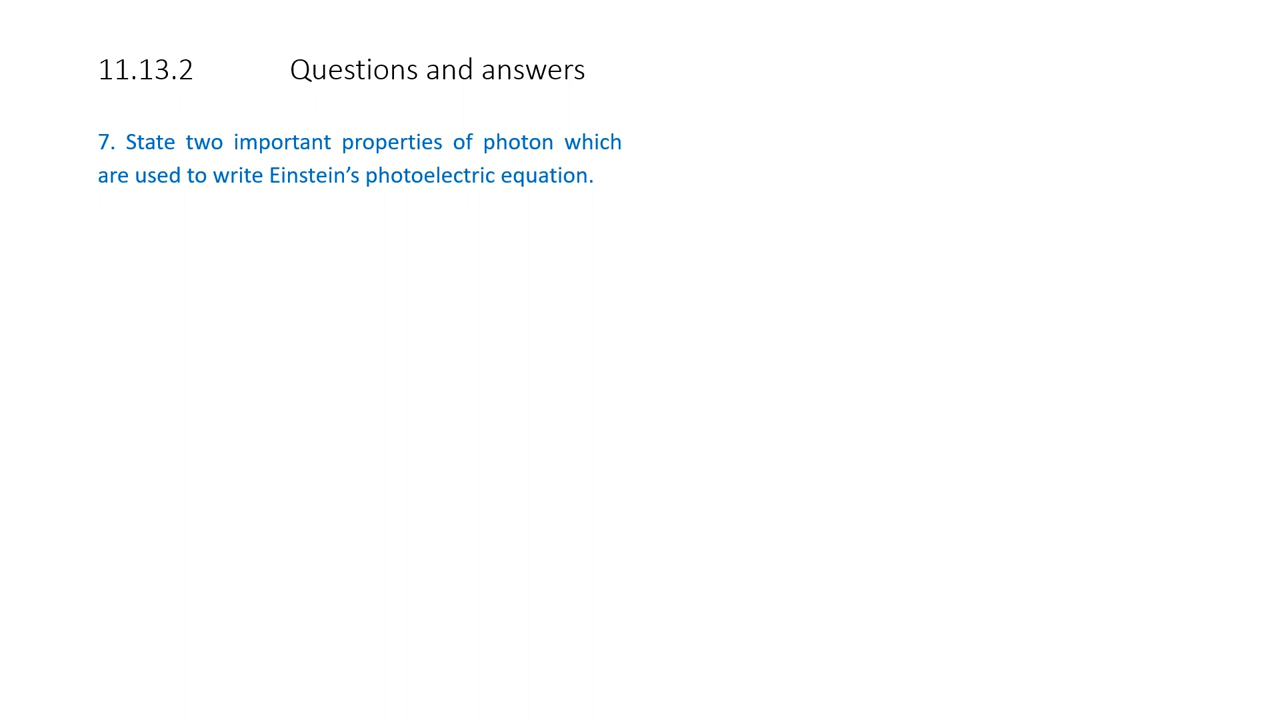 11.13.2 Questions and answers
7. State two important properties of photon which
are used to write Einstein’s photoelectric equation.